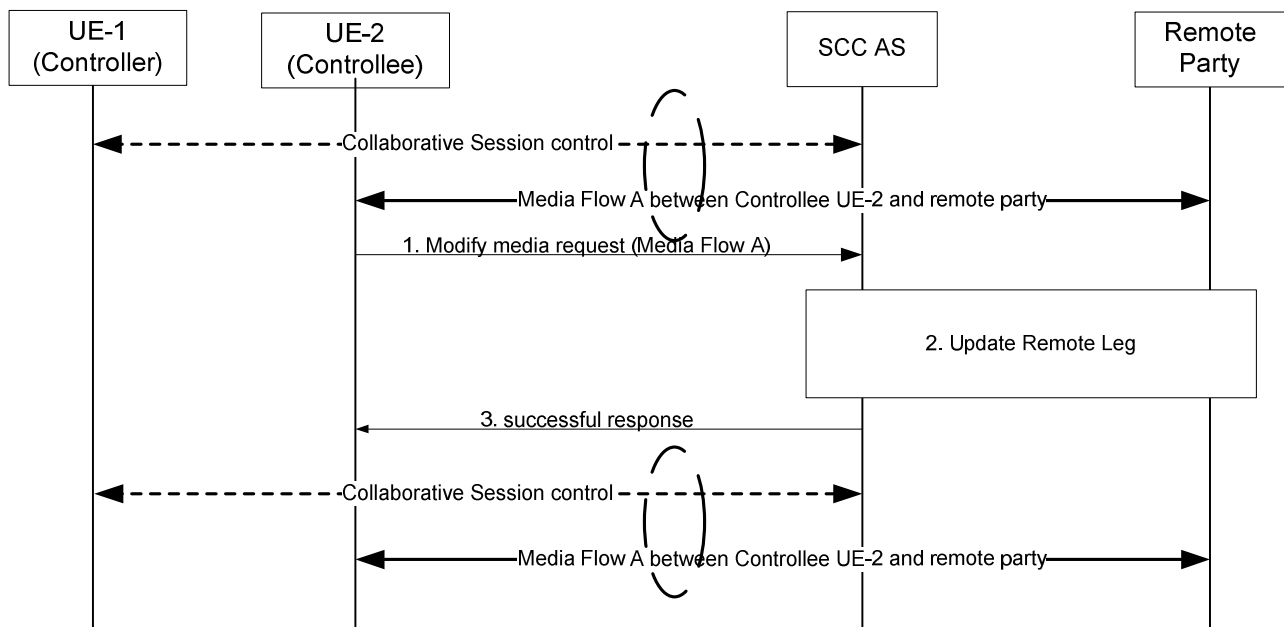 UE-1
(Controller)
UE-2
(Controllee)
SCC AS
Remote
Party
Collaborative Session control
Media Flow A between Controllee UE-2 and remote party
1. Modify media request (Media Flow A)
2. Update Remote Leg
3. successful response
Collaborative Session control
Media Flow A between Controllee UE-2 and remote party